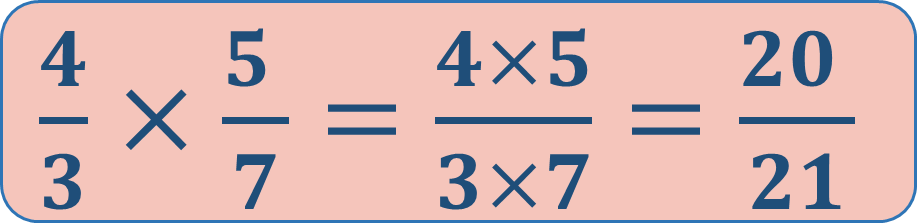 4/3 × 5/7 = 4×5/3×7 = 20/21